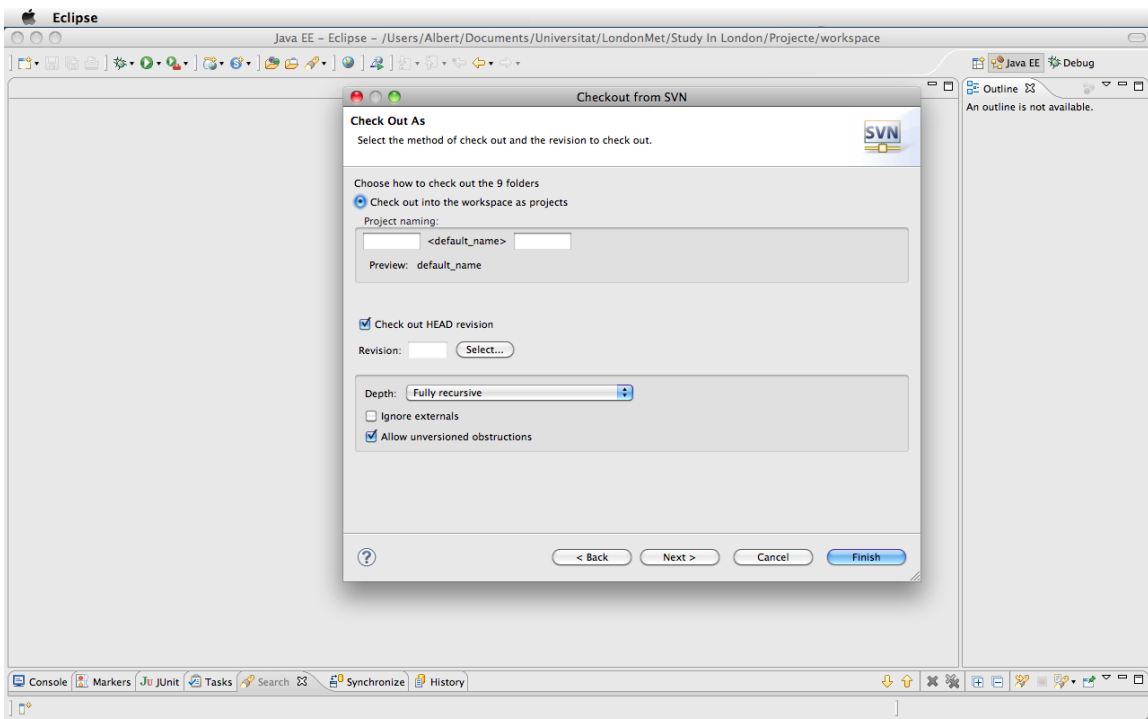 Eclipse
Java EE – Eclipse – /Users/Albert/Documents/Universitat/LondonMet/Study In London/Projecte/workspace
Java EE Debug
Outline
An outline is not available.
Checkout from SVN
Check Out As
Select the method of check out and the revision to check out.
SVN
Choose how to check out the 9 folders
Check out into the workspace as projects
Project naming:
<default_name>
Preview: default_name
Check out HEAD revision
Revision: Select...
Depth: Fully recursive
Ignore externals
Allow unversioned obstructions
? < Back Next > Cancel Finish
Console Markers Ju JUnit Tasks Search Synchronize History